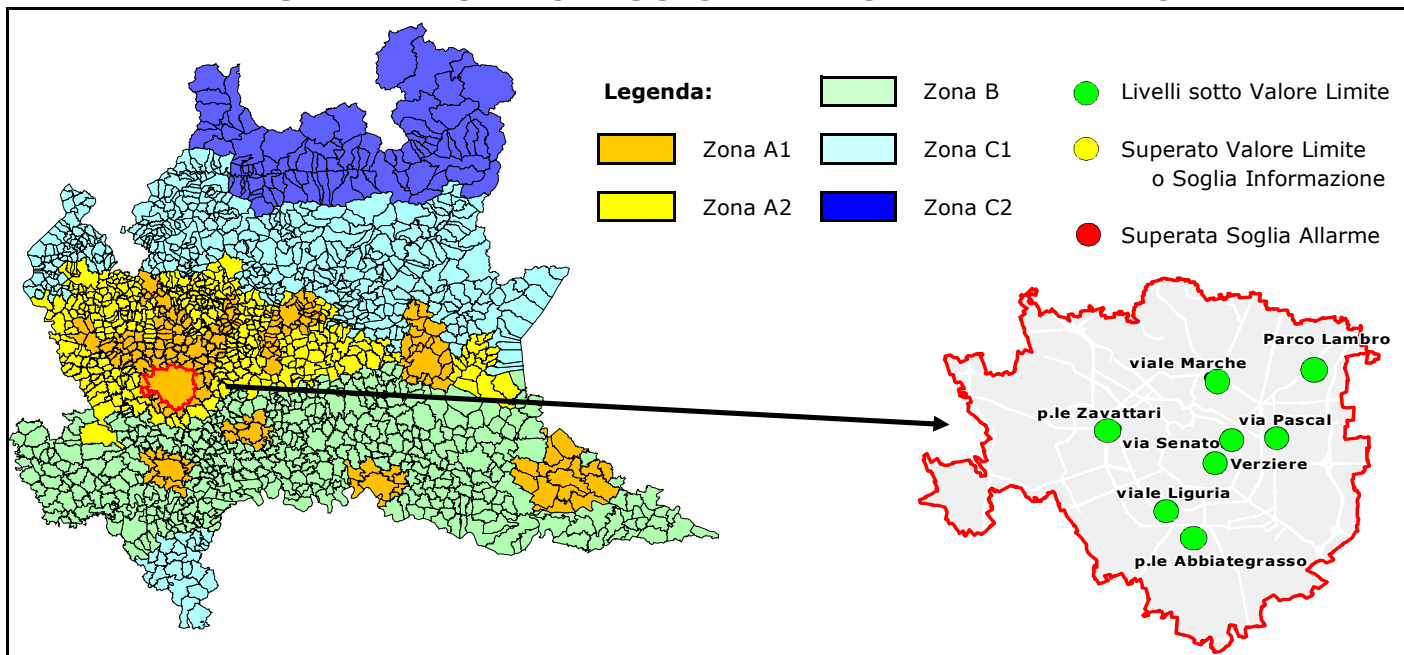 Legenda:
Zona A1
Zona A2
Zona B
Zona C1
Zona C2
Livelli sotto Valore Limite
Superato Valore Limite
o Soglia Informazione
Superata Soglia Allarme
Parco Lambro
viale Marche
p.le Zavattari
via Pascal
via Senato
Verziere
viale Liguria
p.le Abbiategrasso